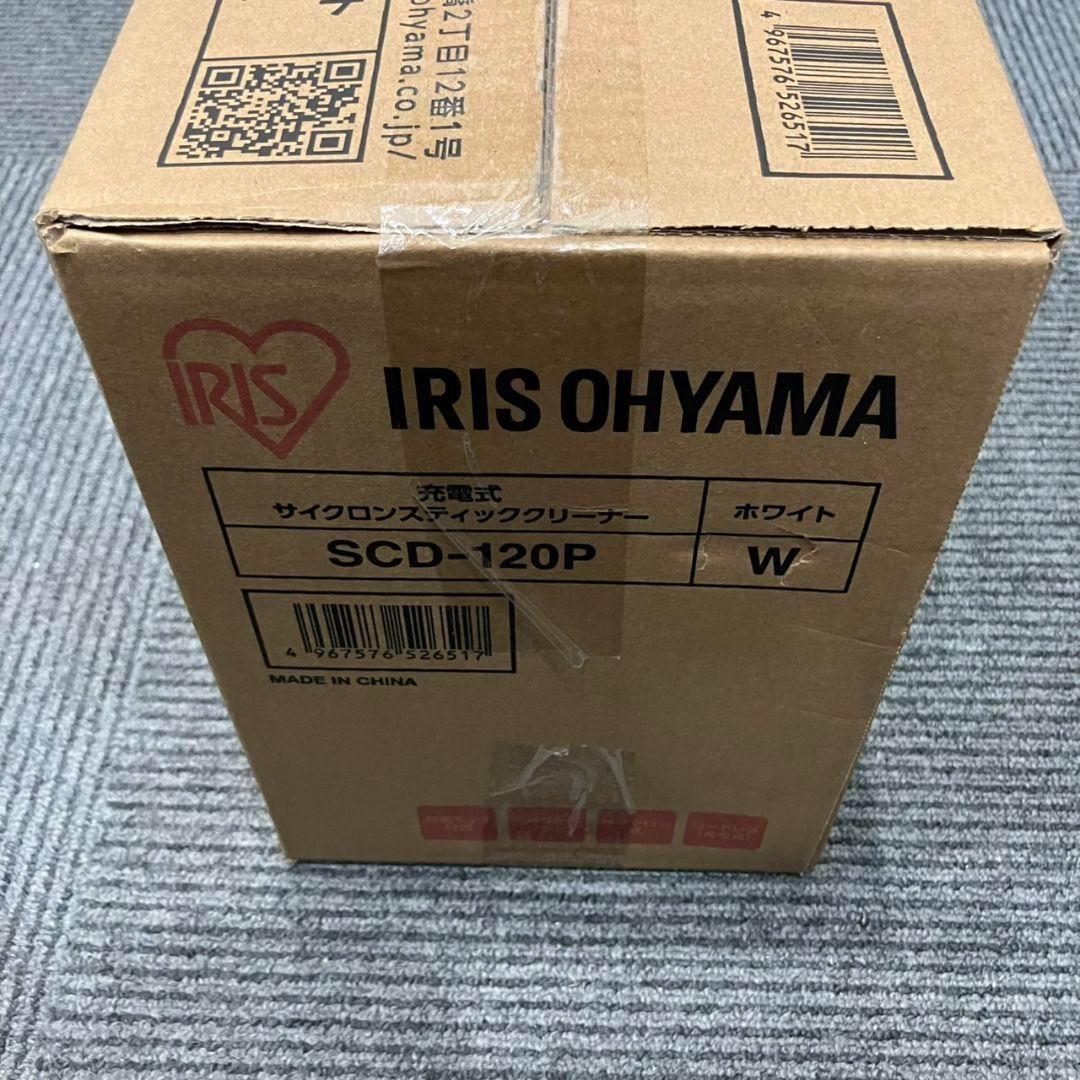 橋2丁目12番1号
ohyama.co.jp/
4 967576 526517
IRIS
IRIS OHYAMA
充電式
サイクロンスティッククリーナー
ホワイト
SCD-120P
W
4 967576 526517
MADE IN CHINA